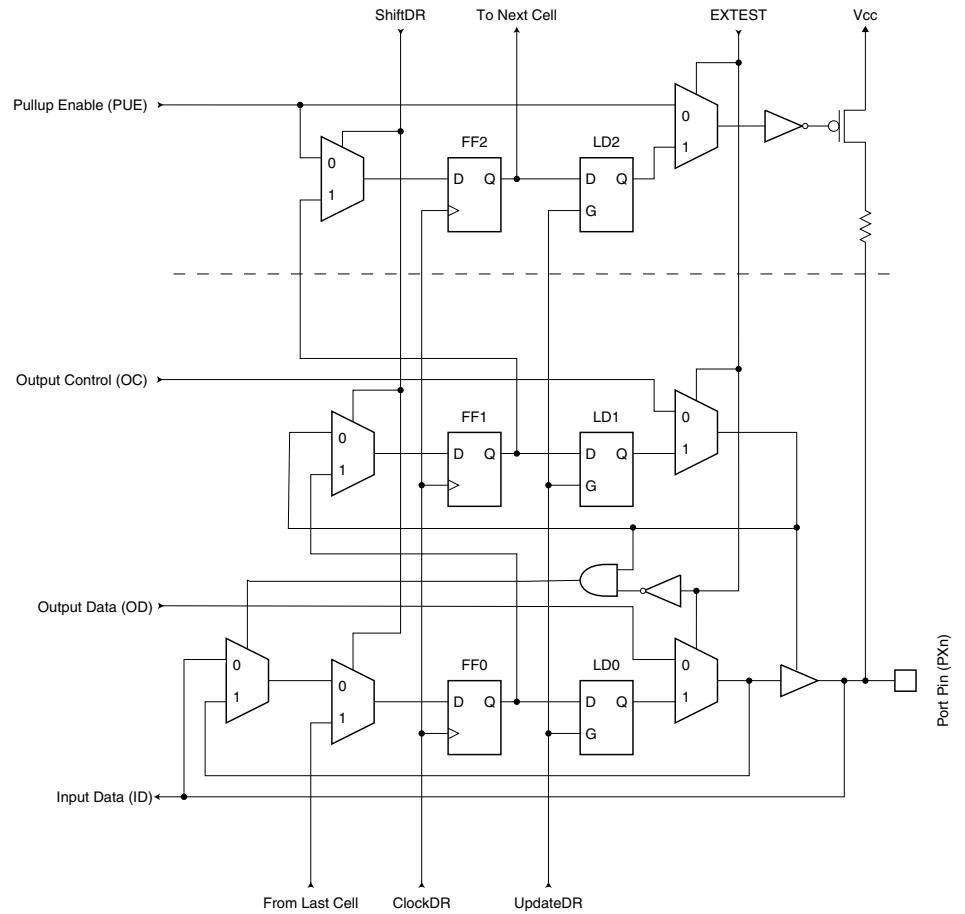 ShiftDR
To Next Cell
EXTEST
Vcc
Pullup Enable (PUE)
0
1
FF2
D Q
LD2
D Q
G
0
1
Output Control (OC)
0
1
FF1
D Q
LD1
D Q
G
0
1
Output Data (OD)
0
1
0
1
FF0
D Q
LD0
D Q
G
0
1
Port Pin (PXn)
Input Data (ID)
From Last Cell
ClockDR
UpdateDR